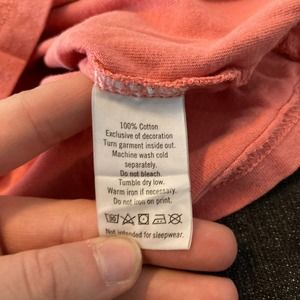 100% Cotton
Exclusive of decoration
Turn garment inside out.
Machine wash cold
separately.
Do not bleach.
Tumble dry low.
Warm iron if necessary.
Do not iron on print.
Not intended for sleepwear.